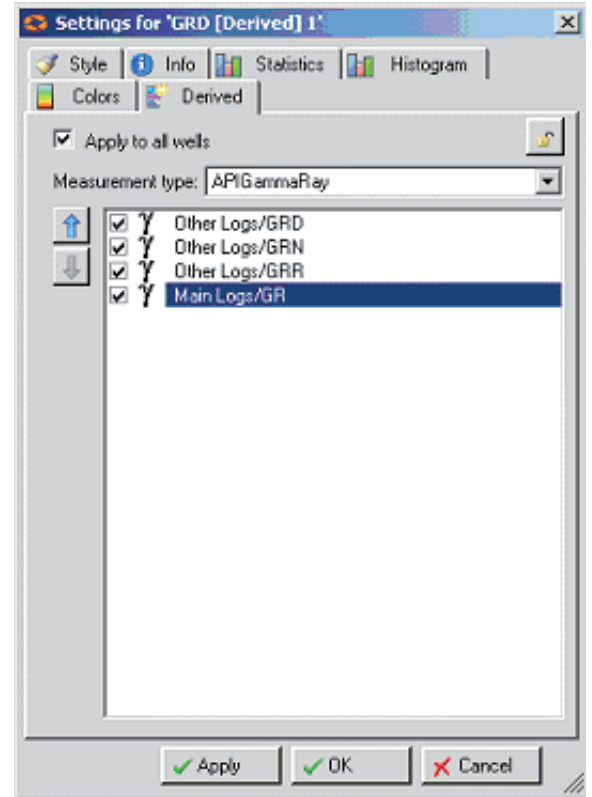 Settings for 'GRD [Derived] 1'
Style Info Statistics Histogram
Colors Derived
Apply to all wells
Measurement type: APIGammaRay
γ Other Logs/GRD
γ Other Logs/GRN
γ Other Logs/GRR
γ Main Logs/GR
Apply OK Cancel